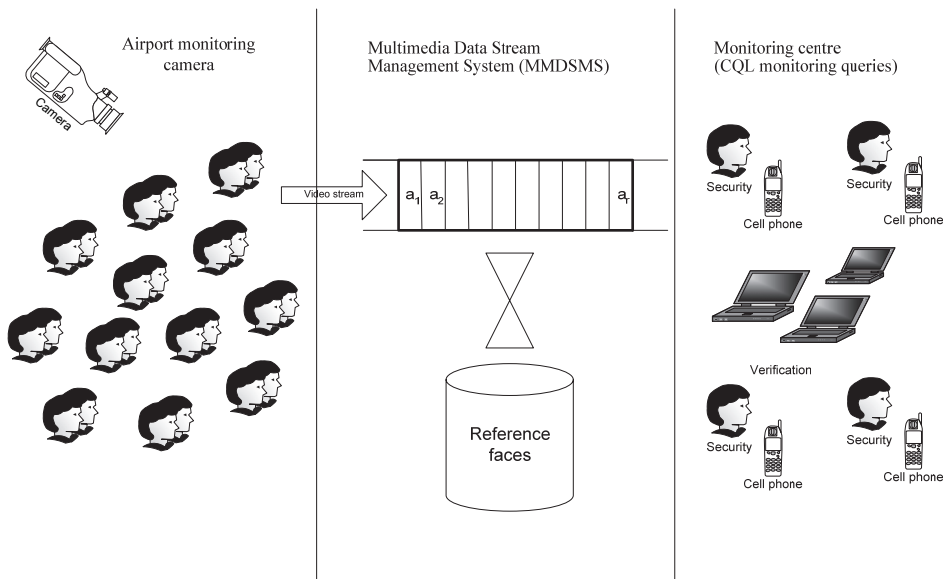 Airport monitoring
camera
Camera
Video stream
Multimedia Data Stream
Management System (MMDSMS)
a1
a2
ar
Reference
faces
Monitoring centre
(CQL monitoring queries)
Security
Cell phone
Security
Cell phone
Verification
Security
Cell phone
Security
Cell phone